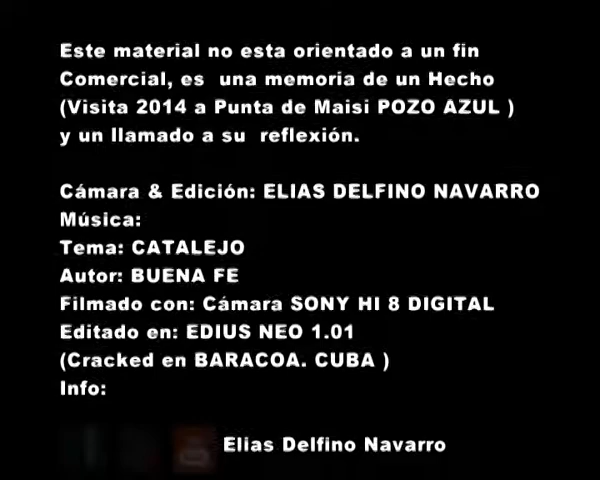 Este material no esta orientado a un fin
Comercial, es  una memoria de un Hecho
(Visita 2014 a Punta de Maisi POZO AZUL )
y un llamado a su  reflexión.
Cámara & Edición: ELIAS DELFINO NAVARRO
Música:
Tema: CATALEJO
Autor: BUENA FE
Filmado con: Cámara SONY HI 8 DIGITAL
Editado en: EDIUS NEO 1.01
(Cracked en BARACOA. CUBA )
Info:
Elias Delfino Navarro